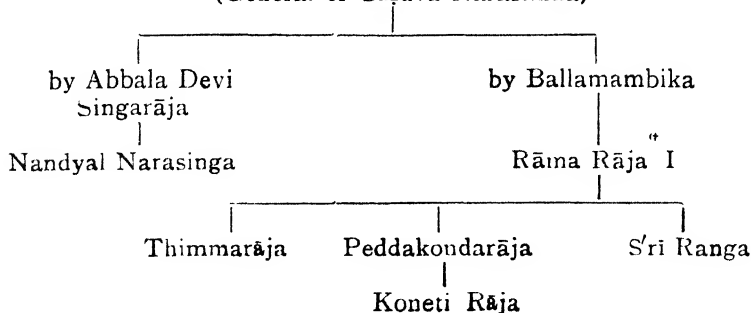 by Abbala Devi by Ballamambika
Singarāja
Nandyal Narasinga Rāma Rāja I
Thimmarāja Peddakondarāja S'rī Ranga
Koneti Rāja